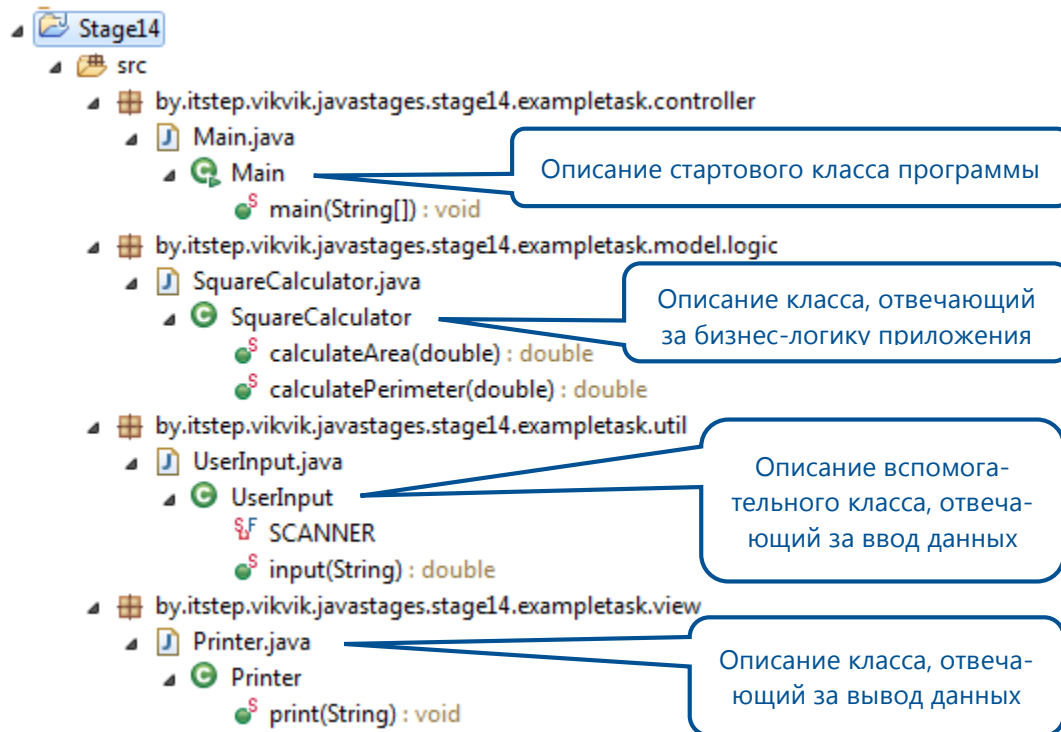 Stage14
src
by.itstep.vikvik.javastages.stage14.exampletask.controller
Main.java
Main
Описание стартового класса программы
main(String[]) : void
by.itstep.vikvik.javastages.stage14.exampletask.model.logic
SquareCalculator.java
SquareCalculator
Описание класса, отвечающий
за бизнес-логику приложения
calculateArea(double) : double
calculatePerimeter(double) : double
by.itstep.vikvik.javastages.stage14.exampletask.util
UserInput.java
UserInput
Описание вспомога-
тельного класса, отвеча-
ющий за ввод данных
SCANNER
input(String) : double
by.itstep.vikvik.javastages.stage14.exampletask.view
Printer.java
Printer
Описание класса, отвеча-
ющий за вывод данных
print(String) : void